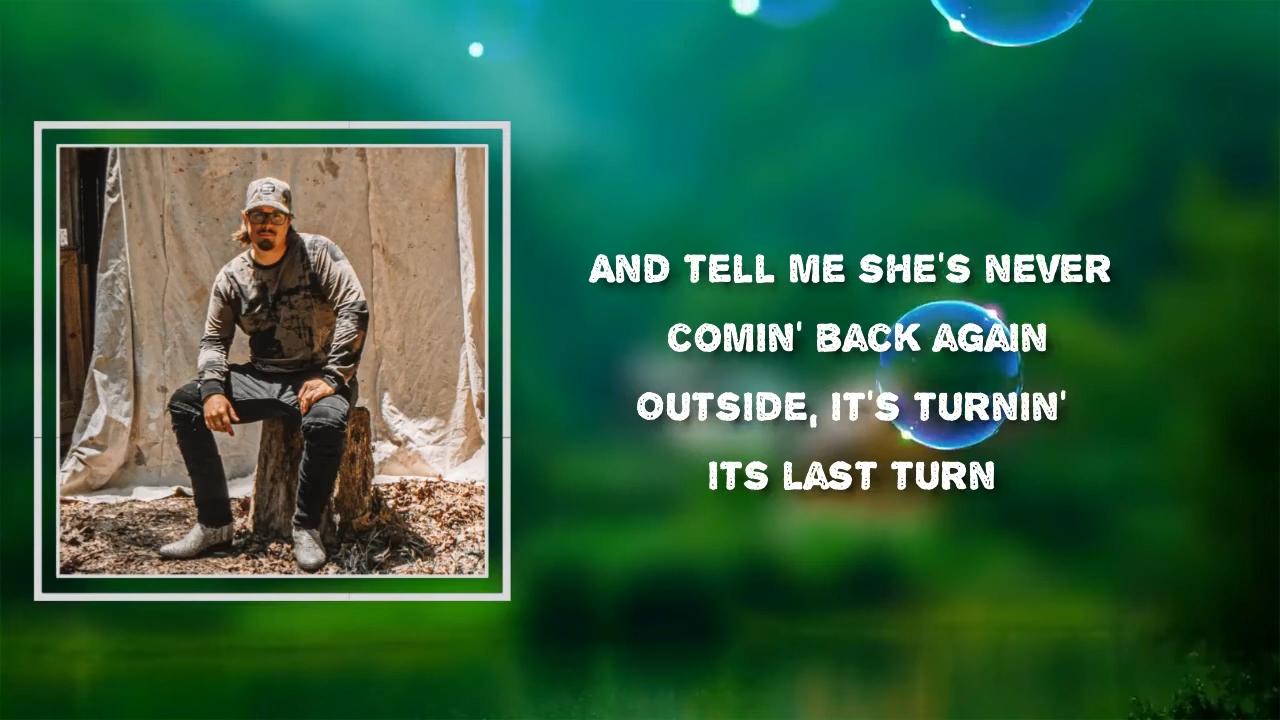 AND TELL ME SHE'S NEVER
COMIN' BACK AGAIN
OUTSIDE, IT'S TURNIN'
ITS LAST TURN